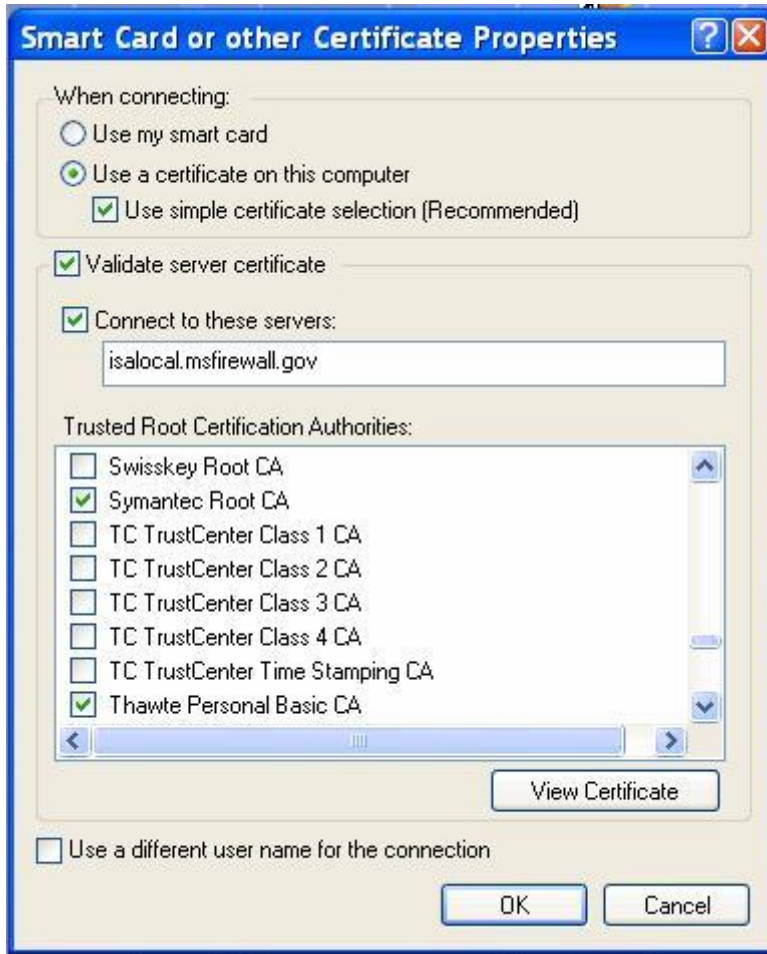 Smart Card or other Certificate Properties
When connecting:
Use my smart card
Use a certificate on this computer
Use simple certificate selection (Recommended)
Validate server certificate
Connect to these servers:
isalocal.msfirewall.gov
Trusted Root Certification Authorities:
Swisskey Root CA
Symantec Root CA
TC TrustCenter Class 1 CA
TC TrustCenter Class 2 CA
TC TrustCenter Class 3 CA
TC TrustCenter Class 4 CA
TC TrustCenter Time Stamping CA
Thawte Personal Basic CA
View Certificate
Use a different user name for the connection
OK Cancel